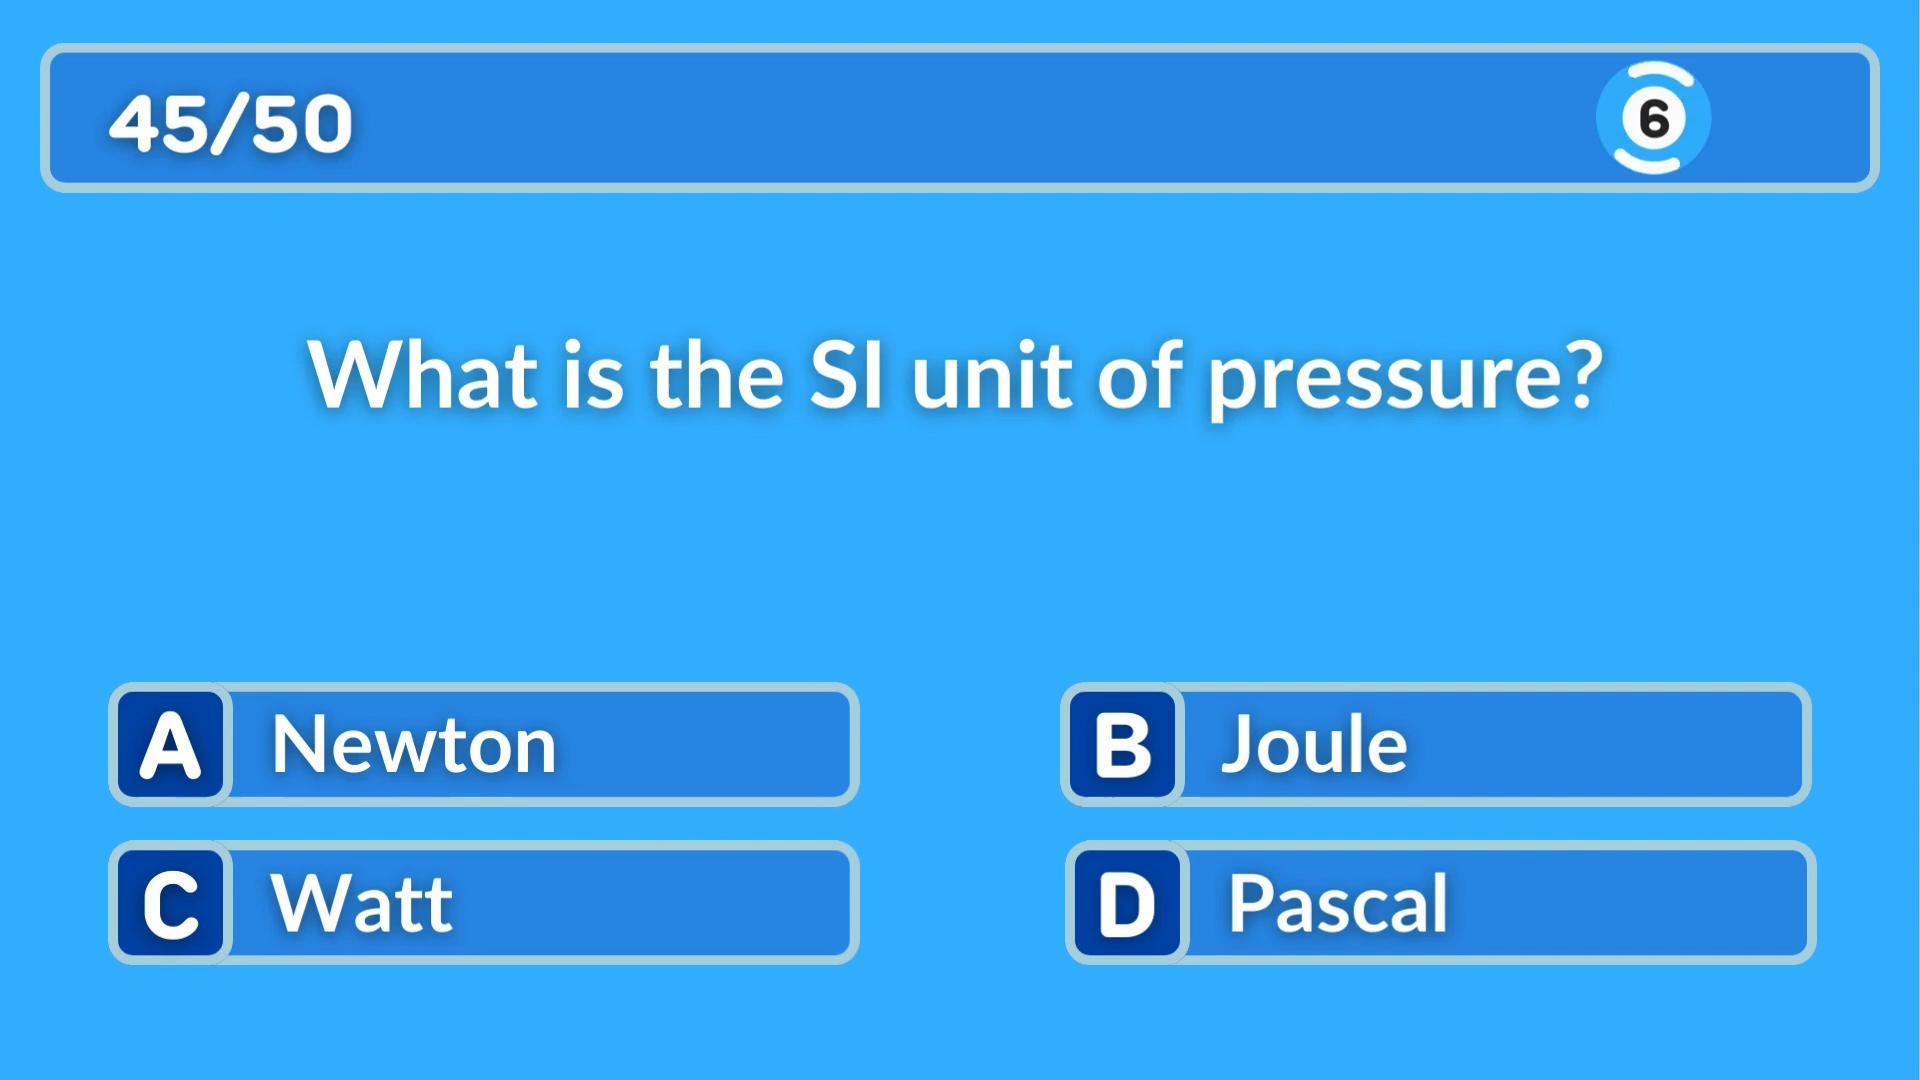 45/50
6
What is the SI unit of pressure?
A Newton
B Joule
C Watt
D Pascal